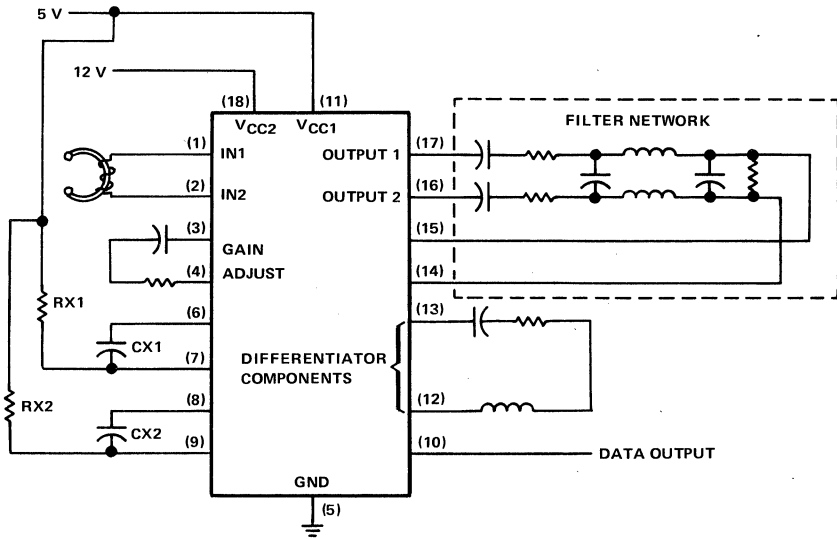 5 V
12 V
(18) (11)
VCC2 VCC1
FILTER NETWORK
(1) IN1 OUTPUT 1 (17)
(2) IN2 OUTPUT 2 (16)
(3) GAIN (15)
(4) ADJUST (14)
RX1
(6) (13)
CX1
(7) DIFFERENTIATOR
COMPONENTS
RX2
(8) (12)
CX2
(9) (10) DATA OUTPUT
GND
(5)